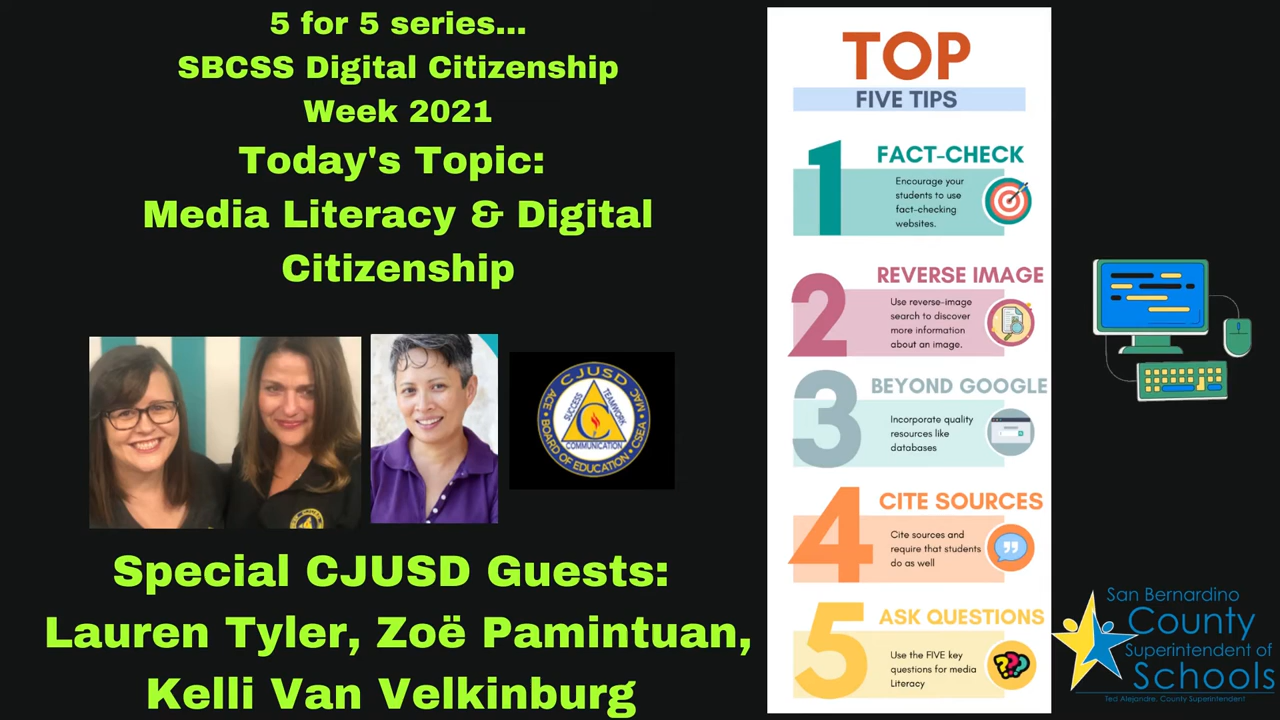 5 for 5 series...
SBCSS Digital Citizenship
Week 2021
Today's Topic:
Media Literacy & Digital
Citizenship
CJUSD
ACE
MAC
SUCCESS
TEAMWORK
COMMUNICATION
BOARD OF EDUCATION
CSEA
Special CJUSD Guests:
Lauren Tyler, Zoë Pamintuan,
Kelli Van Velkinburg
TOP
FIVE TIPS
1
FACT-CHECK
Encourage your
students to use
fact-checking
websites.
2
REVERSE IMAGE
Use reverse-image
search to discover
more information
about an image.
3
BEYOND GOOGLE
Incorporate quality
resources like
databases
4
CITE SOURCES
Cite sources and
require that students
do as well
5
ASK QUESTIONS
Use the FIVE key
questions for media
Literacy
San Bernardino
County
Superintendent of
Schools
Ted Alejandre, County Superintendent